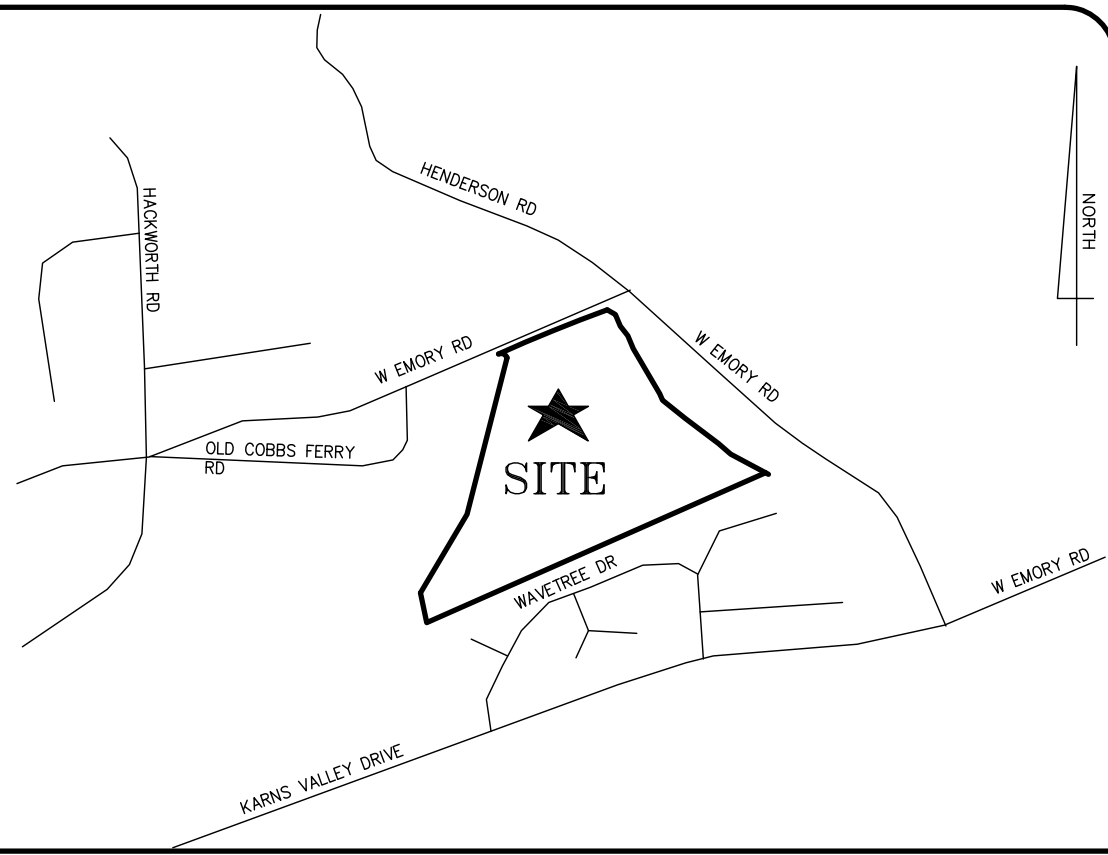 HENDERSON RD
HACKWORTH RD
NORTH
W EMORY RD
W EMORY RD
OLD COBBS FERRY
RD
SITE
WAVETREE DR
W EMORY RD
KARNS VALLEY DRIVE